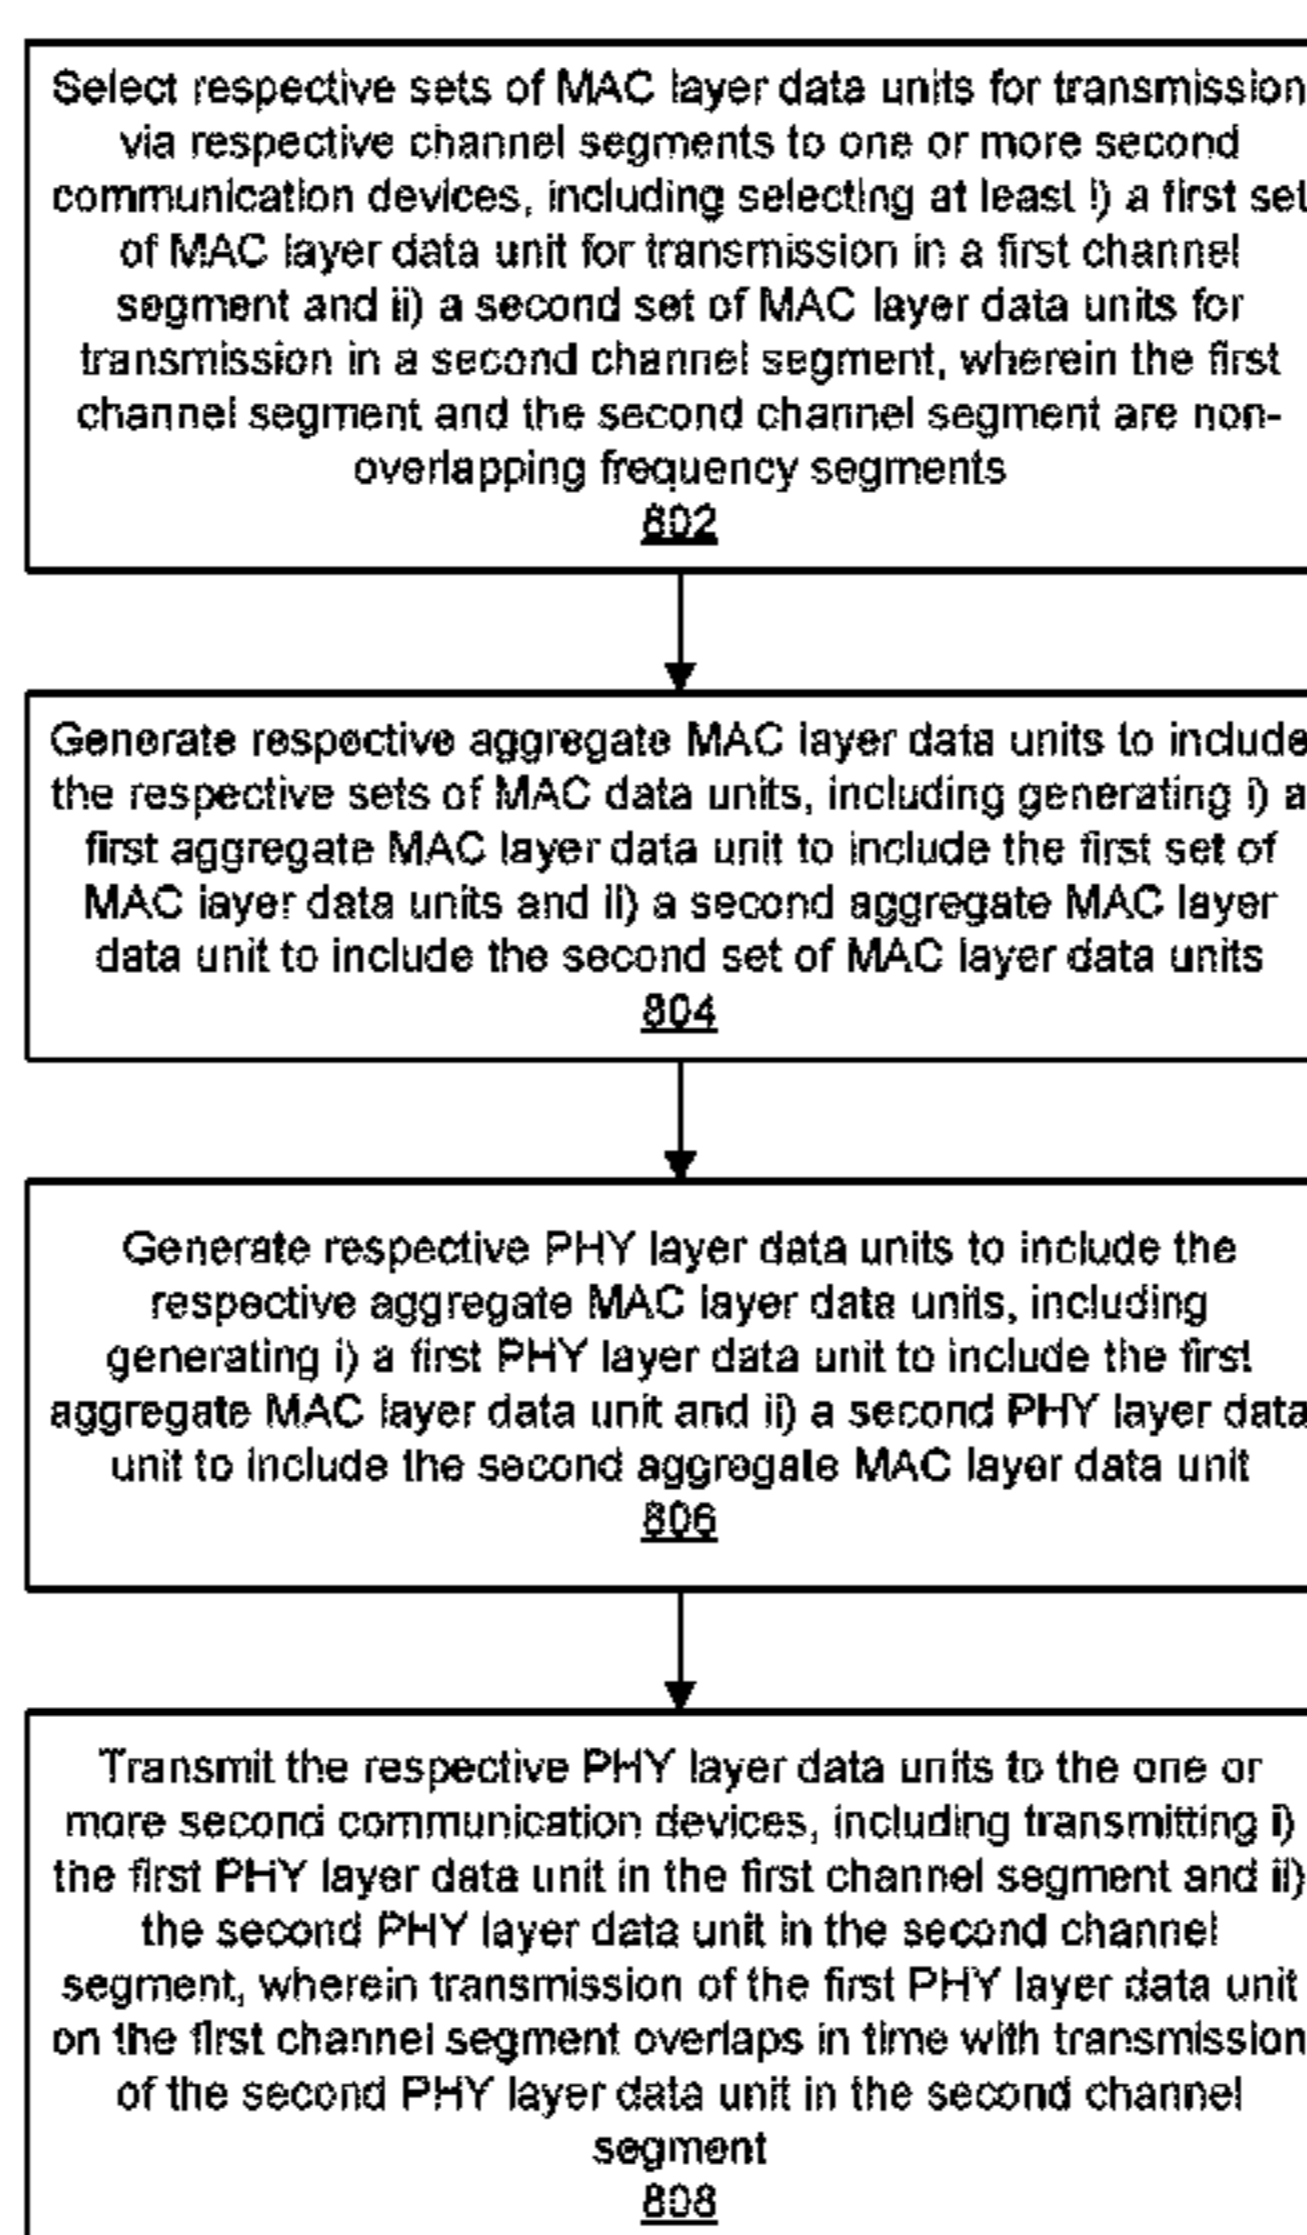 Select respective sets of MAC layer data units for transmission
via respective channel segments to one or more second
communication devices, including selecting at least i) a first set
of MAC layer data unit for transmission in a first channel
segment and ii) a second set of MAC layer data units for
transmission in a second channel segment, wherein the first
channel segment and the second channel segment are non-
overlapping frequency segments
802
Generate respective aggregate MAC layer data units to include
the respective sets of MAC data units, including generating i) a
first aggregate MAC layer data unit to include the first set of
MAC layer data units and ii) a second aggregate MAC layer
data unit to include the second set of MAC layer data units
804
Generate respective PHY layer data units to include the
respective aggregate MAC layer data units, including
generating i) a first PHY layer data unit to include the first
aggregate MAC layer data unit and ii) a second PHY layer data
unit to include the second aggregate MAC layer data unit
806
Transmit the respective PHY layer data units to the one or
more second communication devices, including transmitting i)
the first PHY layer data unit in the first channel segment and ii)
the second PHY layer data unit in the second channel
segment, wherein transmission of the first PHY layer data unit
on the first channel segment overlaps in time with transmission
of the second PHY layer data unit in the second channel
segment
808